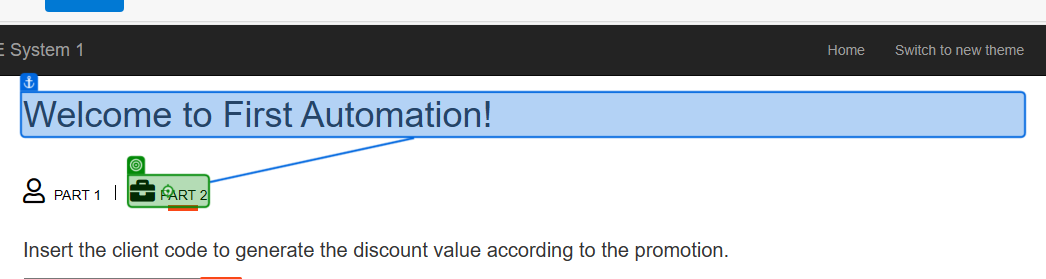 E System 1
Home
Switch to new theme
Welcome to First Automation!
PART 1
PART 2
Insert the client code to generate the discount value according to the promotion.